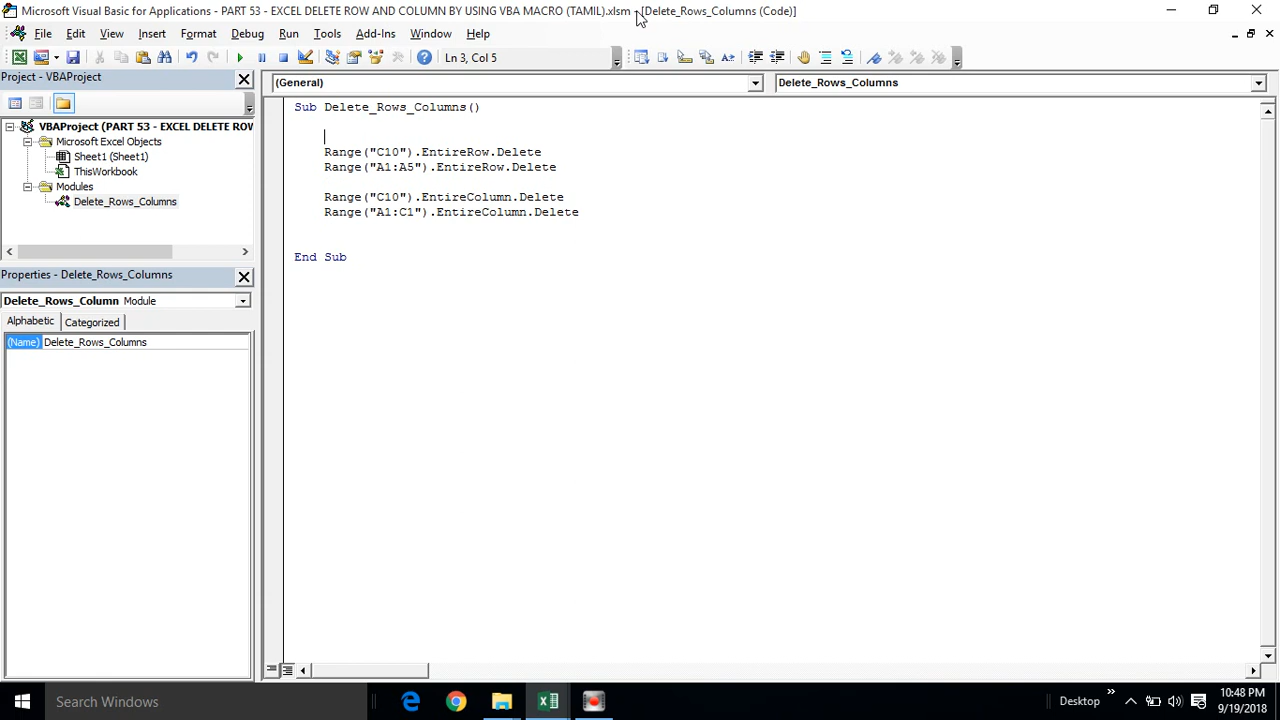 Microsoft Visual Basic for Applications - PART 53 - EXCEL DELETE ROW AND COLUMN BY USING VBA MACRO (TAMIL).xlsm - [Delete_Rows_Columns (Code)]
File Edit View Insert Format Debug Run Tools Add-Ins Window Help
Ln 3, Col 5
Project - VBAProject
(General)
Delete_Rows_Columns
VBAProject (PART 53 - EXCEL DELETE ROW
Microsoft Excel Objects
Sheet1 (Sheet1)
ThisWorkbook
Modules
Delete_Rows_Columns
Sub Delete_Rows_Columns()
Range("C10").EntireRow.Delete
Range("A1:A5").EntireRow.Delete
Range("C10").EntireColumn.Delete
Range("A1:C1").EntireColumn.Delete
End Sub
Properties - Delete_Rows_Columns
Delete_Rows_Column Module
Alphabetic Categorized
(Name) Delete_Rows_Columns
Search Windows
Desktop
10:48 PM
9/19/2018